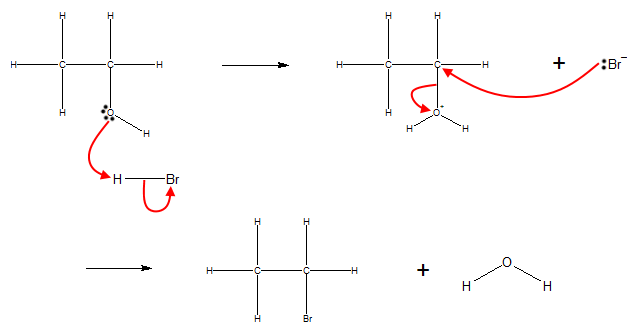 H H H H
H C C H H C C H + :Br⁻
H O H O⁺
H H H
H Br
H H
H C C H + O
H H
H Br